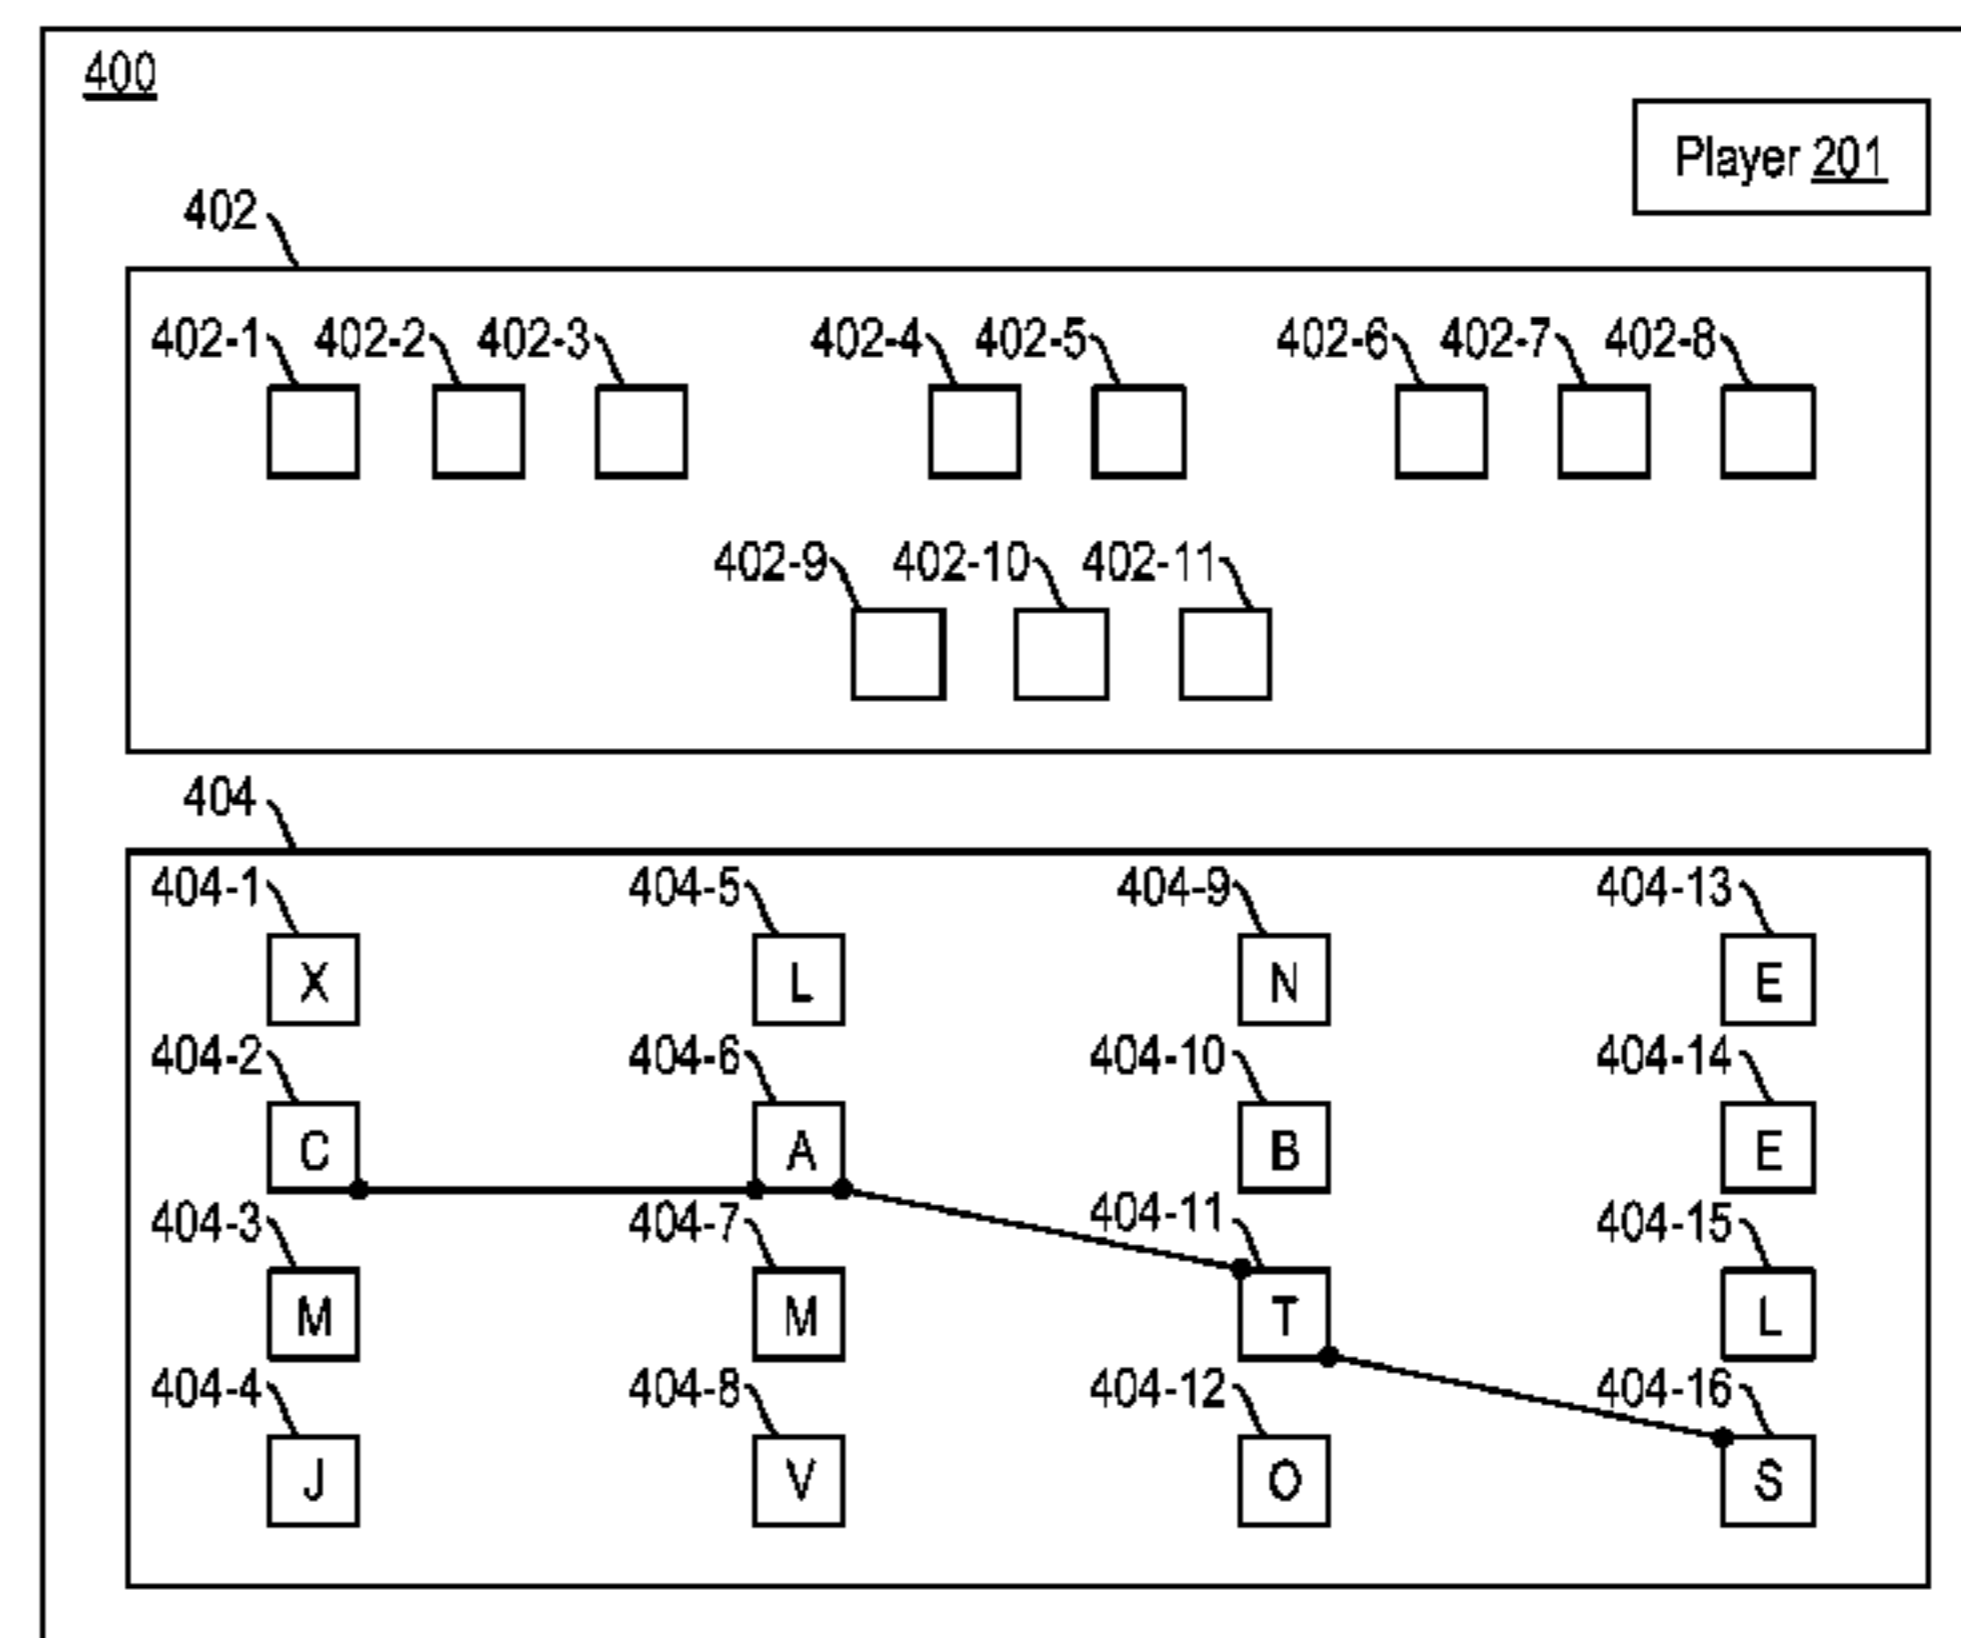 400
Player 201
402
402-1 402-2 402-3 402-4 402-5 402-6 402-7 402-8
402-9 402-10 402-11
404
404-1 404-5 404-9 404-13
X L N E
404-2 404-6 404-10 404-14
C A B E
404-3 404-7 404-11 404-15
M M T L
404-4 404-8 404-12 404-16
J V O S